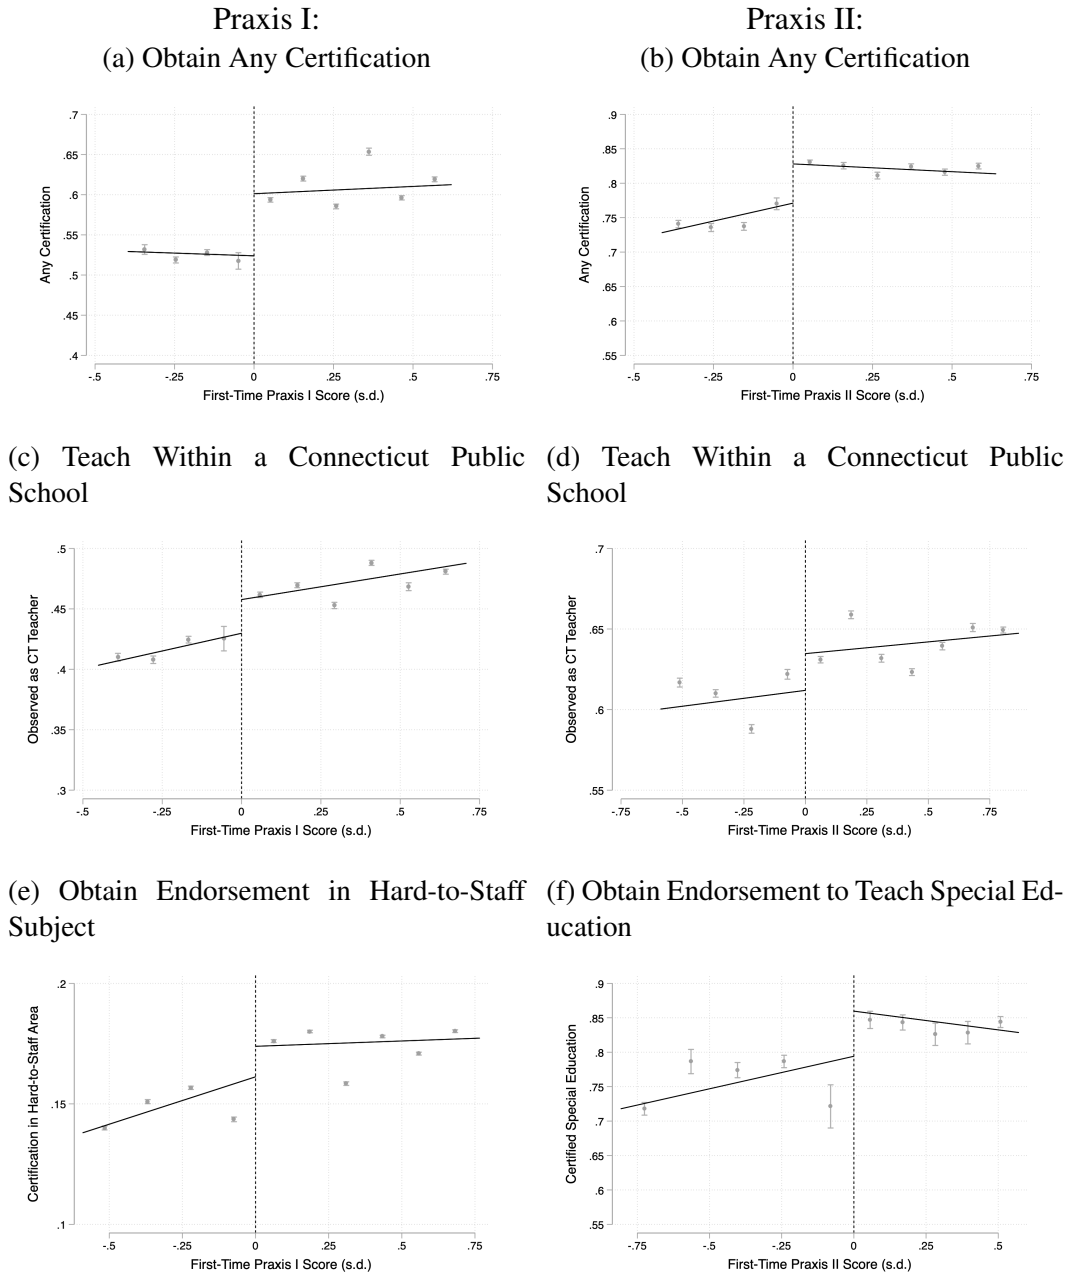 Praxis I:
(a) Obtain Any Certification
.7
.65
.6
.55
.5
.45
.4
Any Certification
-.5 -.25 0 .25 .5 .75
First-Time Praxis I Score (s.d.)
Praxis II:
(b) Obtain Any Certification
.9
.85
.8
.75
.7
.65
.6
.55
Any Certification
-.5 -.25 0 .25 .5 .75
First-Time Praxis II Score (s.d.)
(c) Teach Within a Connecticut Public
School
.5
.45
.4
.35
.3
Observed as CT Teacher
-.5 -.25 0 .25 .5 .75
First-Time Praxis I Score (s.d.)
(d) Teach Within a Connecticut Public
School
.7
.65
.6
.55
Observed as CT Teacher
-.75 -.5 -.25 0 .25 .5 .75
First-Time Praxis II Score (s.d.)
(e) Obtain Endorsement in Hard-to-Staff
Subject
.2
.15
.1
Certification in Hard-to-Staff Area
-.5 -.25 0 .25 .5 .75
First-Time Praxis I Score (s.d.)
(f) Obtain Endorsement to Teach Special Ed-
ucation
.9
.85
.8
.75
.7
.65
.6
.55
Certified Special Education
-.75 -.5 -.25 0 .25 .5
First-Time Praxis II Score (s.d.)